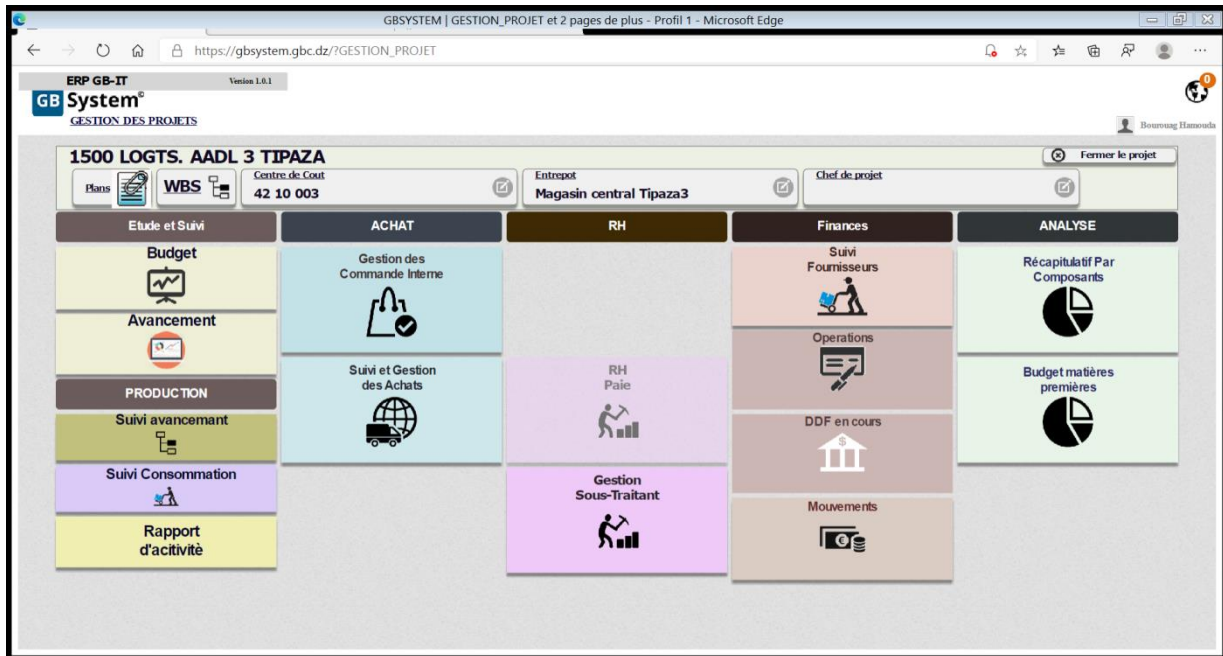 GBSYSTEM | GESTION_PROJET et 2 pages de plus - Profil 1 - Microsoft Edge
https://gbsystem.gbc.dz/?GESTION_PROJET
ERP GB-IT
Version 1.0.1
GB System©
GESTION DES PROJETS
0
Bourouag Hamouda
1500 LOGTS. AADL 3 TIPAZA
Fermer le projet
Plans
WBS
Centre de Cout
42 10 003
Entrepot
Magasin central Tipaza3
Chef de projet
Etude et Suivi
ACHAT
RH
Finances
ANALYSE
Budget
Avancement
PRODUCTION
Suivi avancemant
Suivi Consommation
Rapport
d'acitivitè
Gestion des
Commande Interne
Suivi et Gestion
des Achats
RH
Paie
Gestion
Sous-Traitant
Suivi
Fournisseurs
Operations
DDF en cours
Mouvements
Récapitulatif Par
Composants
Budget matières
premières